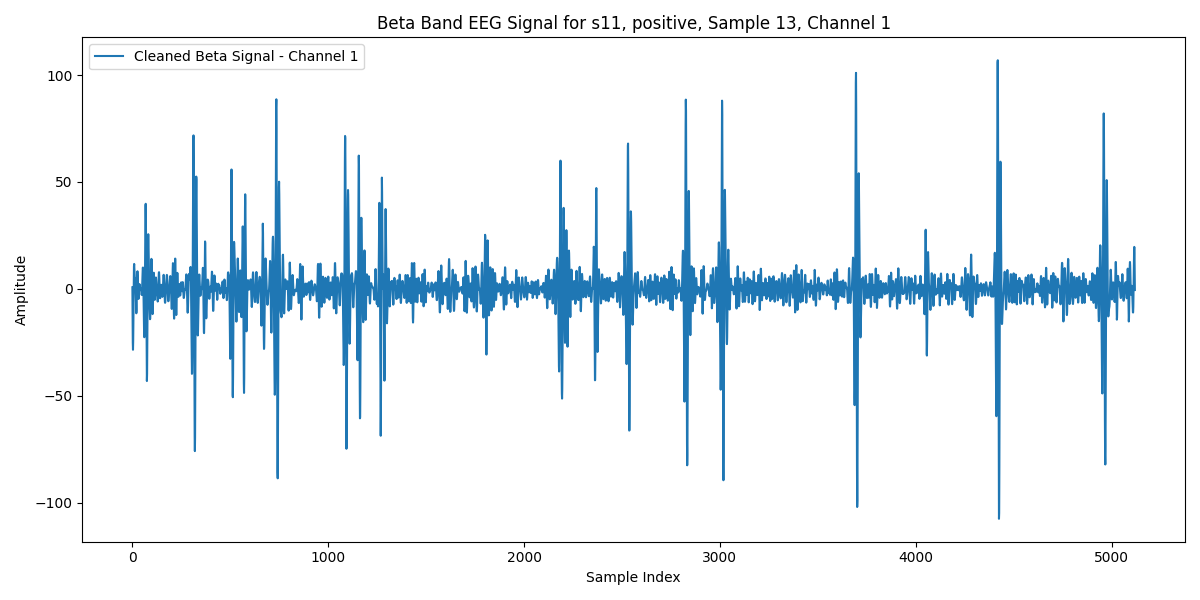 Beta Band EEG Signal for s11, positive, Sample 13, Channel 1
Cleaned Beta Signal - Channel 1
Amplitude
100
50
0
−50
−100
0 1000 2000 3000 4000 5000
Sample Index